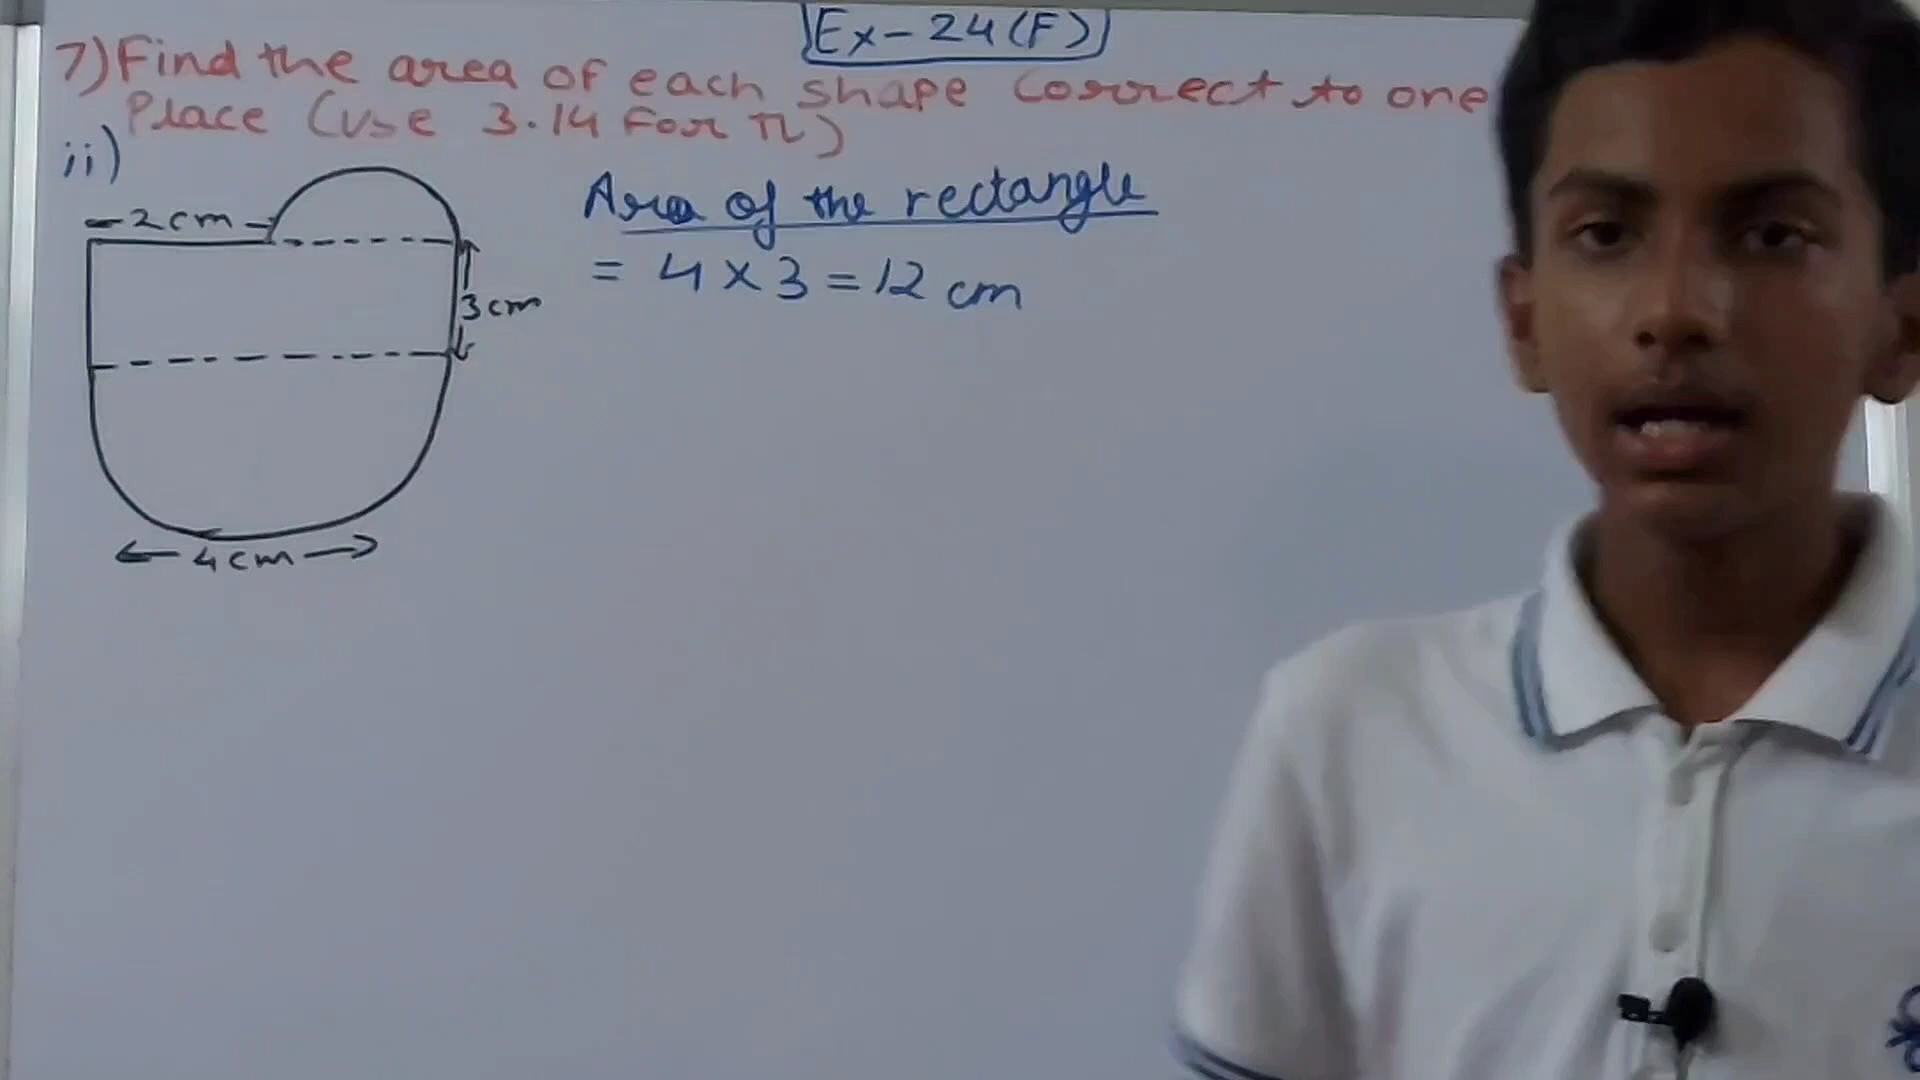 Ex-24(F)
7) Find the area of each shape Correct to one
Place (Use 3.14 For π)
ii)
2cm
3cm
4cm
Area of the rectangle
= 4 × 3 = 12 cm